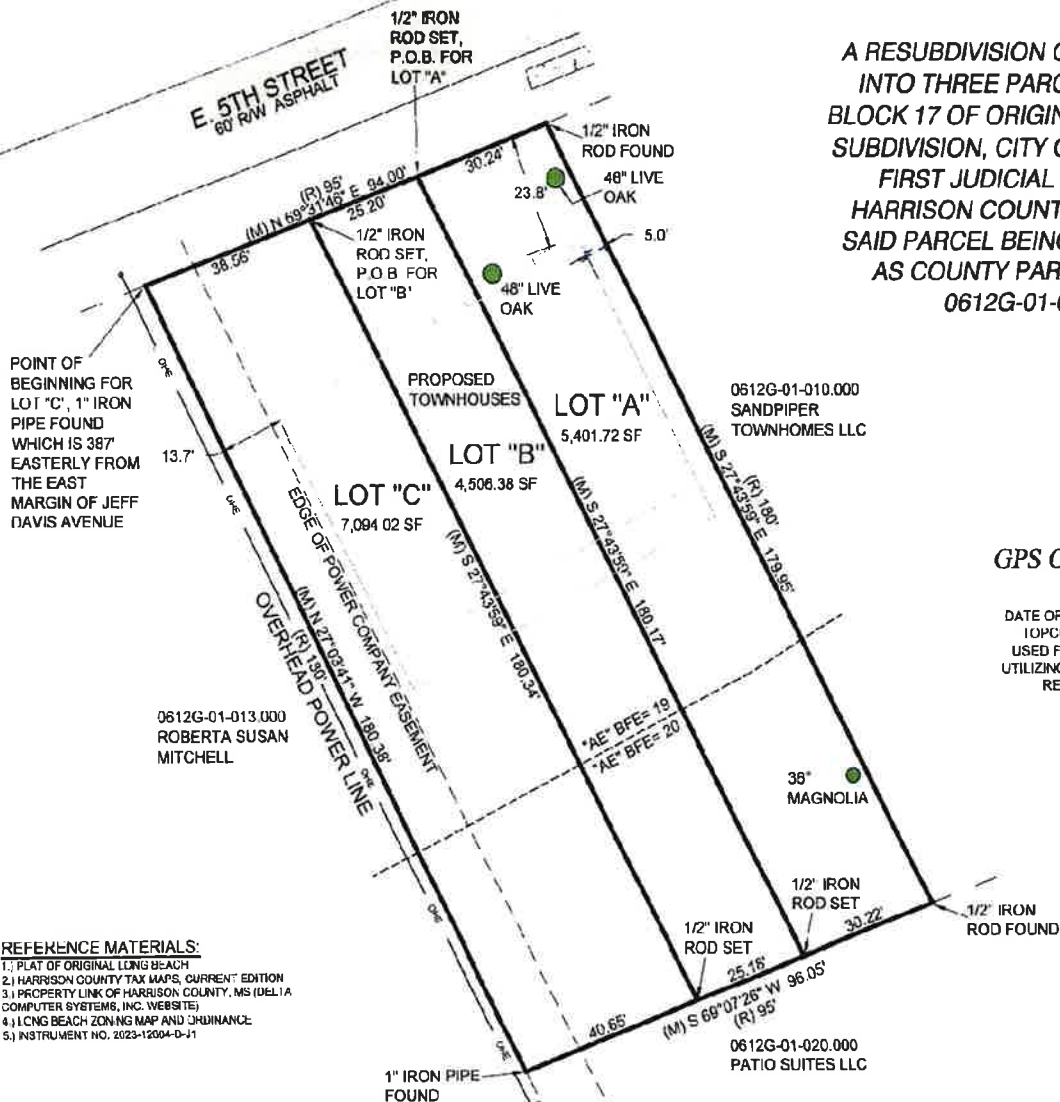 1/2" IRON
ROD SET,
P.O.B. FOR
LOT "A"
E. 5TH STREET
60' R/W ASPHALT
A RESUBDIVISION
INTO THREE
BLOCK 17 OF
SUBDIVISION, CITY
FIRST JUDICIAL
HARRISON
SAID PARCEL
AS COUNTY
0612G-01-
1/2" IRON
ROD FOUND
48" LIVE
OAK
30.24'
23.8'
5.0'
(R) 95'
(M) N 69°31'46" E 94.00'
25.20'
38.56'
1/2" IRON
ROD SET,
P.O.B FOR
LOT "B"
48" LIVE
OAK
POINT OF
BEGINNING FOR
LOT "C", 1" IRON
PIPE FOUND
WHICH IS 387'
EASTERLY FROM
THE EAST
MARGIN OF JEFF
DAVIS AVENUE
OHE
13.7'
OHE
PROPOSED
TOWNHOUSES
LOT "A"
5,401.72 SF
LOT "B"
4,506.38 SF
LOT "C"
7,094 02 SF
0612G-01-010.000
SANDPIPER
TOWNHOMES LLC
(R) 180'
(M) S 27°43'59" E 179.95'
(M) S 27°43'59" E 180.17'
(M) S 27°43'59" E 180.34'
EDGE OF POWER COMPANY EASEMENT
(M) N 27°03'41" W 180.38'
(R) 180'
OVERHEAD POWER LINE
OHE
OHE
OHE
GPS
DATE OF
USED
UTILIZING
0612G-01-013.000
ROBERTA SUSAN
MITCHELL
"AE" BFE= 19
"AE" BFE= 20
36"
MAGNOLIA
1/2" IRON
ROD SET
1/2" IRON
ROD SET
1/2" IRON
ROD FOUND
30.22'
25.18'
40.65'
(M) S 69°07'26" W 96.05'
(R) 95'
0612G-01-020.000
PATIO SUITES LLC
1" IRON PIPE
FOUND
REFERENCE MATERIALS:
1.) PLAT OF ORIGINAL LONG BEACH
2.) HARRISON COUNTY TAX MAPS, CURRENT EDITION
3.) PROPERTY LINK OF HARRISON COUNTY, MS (DELTA
COMPUTER SYSTEMS, INC. WEBSITE)
4.) LONG BEACH ZONING MAP AND ORDINANCE
5.) INSTRUMENT NO. 2023-12004-D-J1